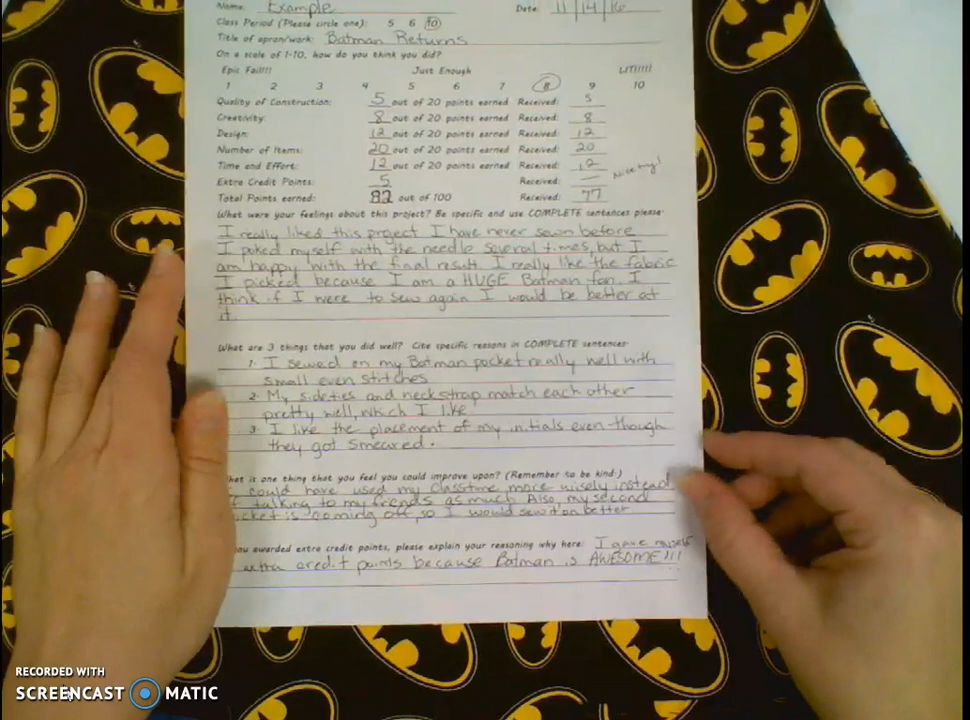 Name: Example Date: 11/14/16
Class Period (Please circle one): 5 6 10
Title of apron/work: Batman Returns
On a scale of 1-10, how do you think you did?
Epic Fail!!! Just Enough LIT!!!!!
1 2 3 4 5 6 7 8 9 10
Quality of Construction: 5 out of 20 points earned Received: 5
Creativity: 8 out of 20 points earned Received: 8
Design: 12 out of 20 points earned Received: 12
Number of Items: 20 out of 20 points earned Received: 20
Time and Effort: 12 out of 20 points earned Received: 12
Extra Credit Points: 5 Received: — Nice try!
Total Points earned: 82 out of 100 Received: 77
What were your feelings about this project? Be specific and use COMPLETE sentences please:
I really liked this project I have never sewn before
I poked myself with the needle several times, but I
am happy with the final result. I really like the fabric
I picked because I am a HUGE Batman fan. I
think if I were to sew again I would be better at
it.
What are 3 things that you did well? Cite specific reasons in COMPLETE sentences:
1. I sewed on my Batman pocket really well with
small even stitches
2. My sideties and neckstrap match each other
pretty well, which I like
3. I like the placement of my initials even though
they got smeared.
hat is one thing that you feel you could improve upon? (Remember to be kind:)
I could have used my classtime more wisely instead
f talking to my friends as much Also, my second
cket is coming off, so I would sew it on better
ou awarded extra credit points, please explain your reasoning why here: I gave myself
extra credit points because Batman is AWESOME!!!
RECORDED WITH
SCREENCAST MATIC